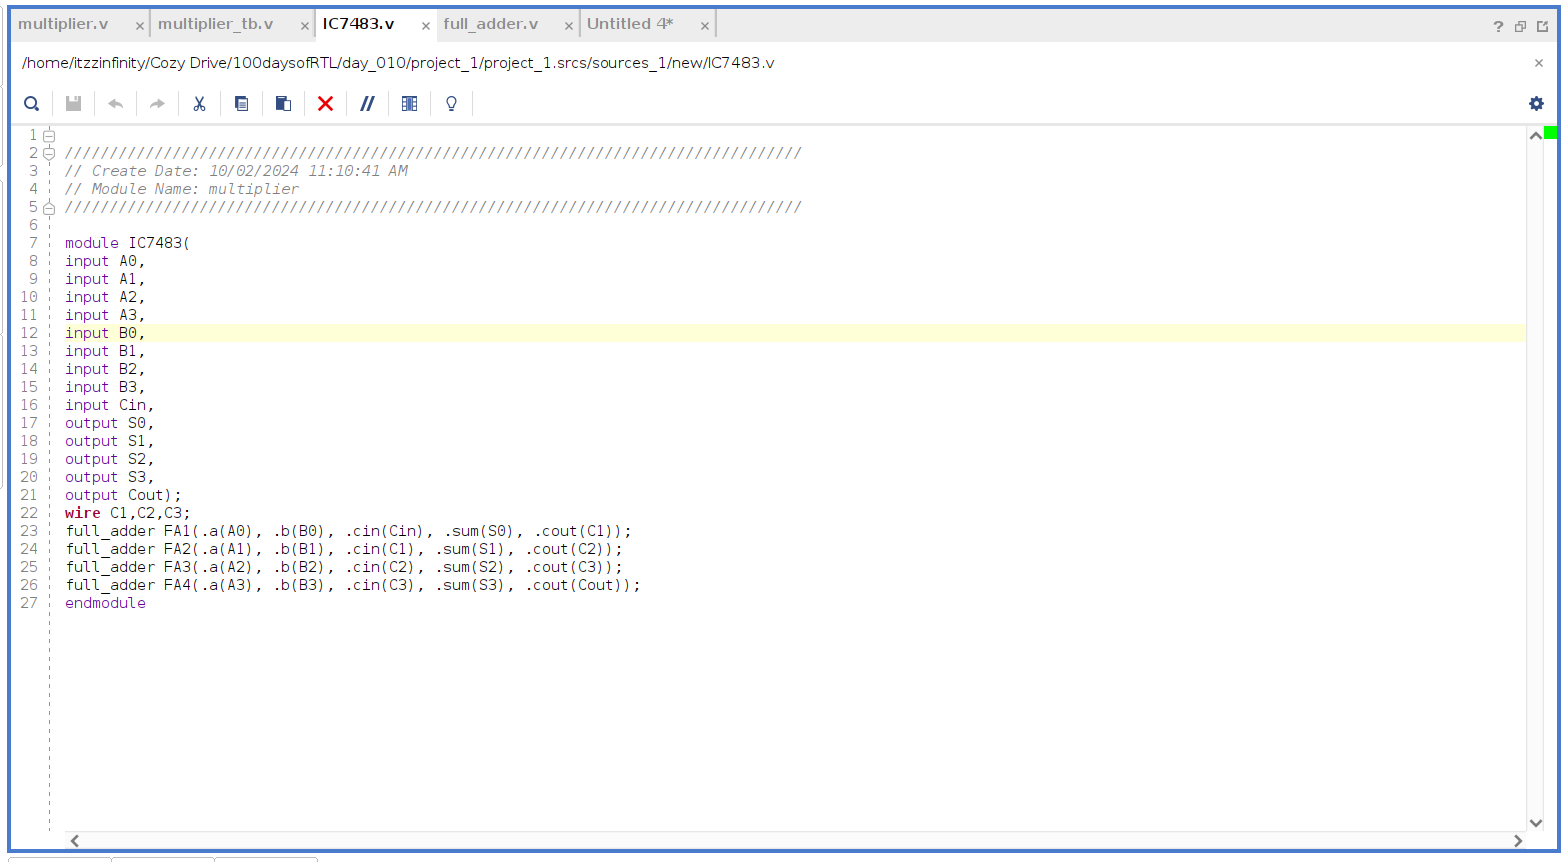 multiplier.v × multiplier_tb.v × IC7483.v × full_adder.v × Untitled 4* × ?
/home/itzzinfinity/Cozy Drive/100daysofRTL/day_010/project_1/project_1.srcs/sources_1/new/IC7483.v ×
//
1
2 //////////////////////////////////////////////////////////////////////////////////
3 // Create Date: 10/02/2024 11:10:41 AM
4 // Module Name: multiplier
5 //////////////////////////////////////////////////////////////////////////////////
6
7 module IC7483(
8 input A0,
9 input A1,
10 input A2,
11 input A3,
12 input B0,
13 input B1,
14 input B2,
15 input B3,
16 input Cin,
17 output S0,
18 output S1,
19 output S2,
20 output S3,
21 output Cout);
22 wire C1,C2,C3;
23 full_adder FA1(.a(A0), .b(B0), .cin(Cin), .sum(S0), .cout(C1));
24 full_adder FA2(.a(A1), .b(B1), .cin(C1), .sum(S1), .cout(C2));
25 full_adder FA3(.a(A2), .b(B2), .cin(C2), .sum(S2), .cout(C3));
26 full_adder FA4(.a(A3), .b(B3), .cin(C3), .sum(S3), .cout(Cout));
27 endmodule